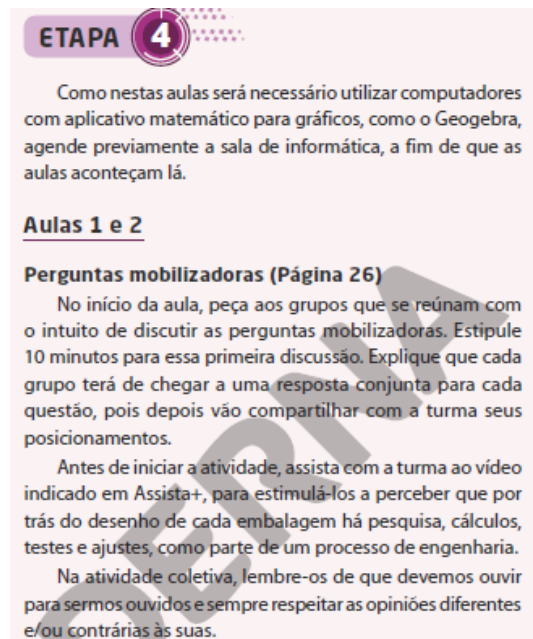 ETAPA 4
Como nestas aulas será necessário utilizar computadores
com aplicativo matemático para gráficos, como o Geogebra,
agende previamente a sala de informática, a fim de que as
aulas aconteçam lá.
Aulas 1 e 2
Perguntas mobilizadoras (Página 26)
No início da aula, peça aos grupos que se reúnam com
o intuito de discutir as perguntas mobilizadoras. Estipule
10 minutos para essa primeira discussão. Explique que cada
grupo terá de chegar a uma resposta conjunta para cada
questão, pois depois vão compartilhar com a turma seus
posicionamentos.
Antes de iniciar a atividade, assista com a turma ao vídeo
indicado em Assista+, para estimulá-los a perceber que por
trás do desenho de cada embalagem há pesquisa, cálculos,
testes e ajustes, como parte de um processo de engenharia.
Na atividade coletiva, lembre-os de que devemos ouvir
para sermos ouvidos e sempre respeitar as opiniões diferentes
e/ou contrárias às suas.
DERNA